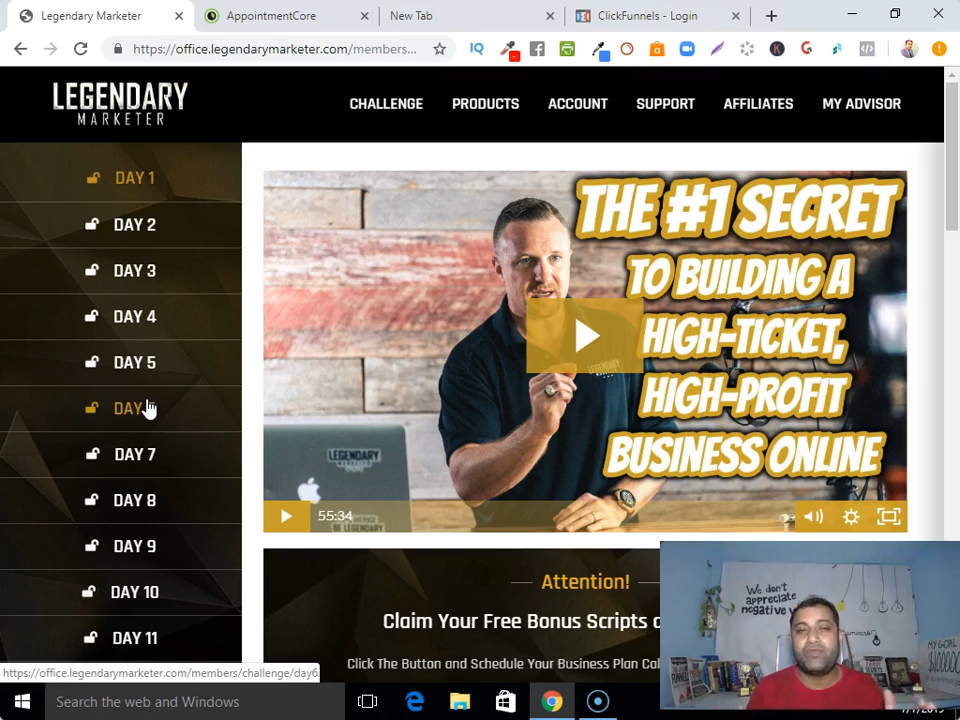 Legendary Marketer
AppointmentCore
New Tab
ClickFunnels - Login
https://office.legendarymarketer.com/members...
LEGENDARY
MARKETER
CHALLENGE
PRODUCTS
ACCOUNT
SUPPORT
AFFILIATES
MY ADVISOR
DAY 1
DAY 2
DAY 3
DAY 4
DAY 5
DAY
DAY 7
DAY 8
DAY 9
DAY 10
DAY 11
THE #1 SECRET
TO BUILDING A
HIGH-TICKET,
HIGH-PROFIT
BUSINESS ONLINE
LEGENDARY
55:34
Attention!
Claim Your Free Bonus Scripts
Click The Button and Schedule Your Business Plan Cal
We don't
appreciate
negative
MY GOAL
https://office.legendarymarketer.com/members/challenge/day6
Search the web and Windows